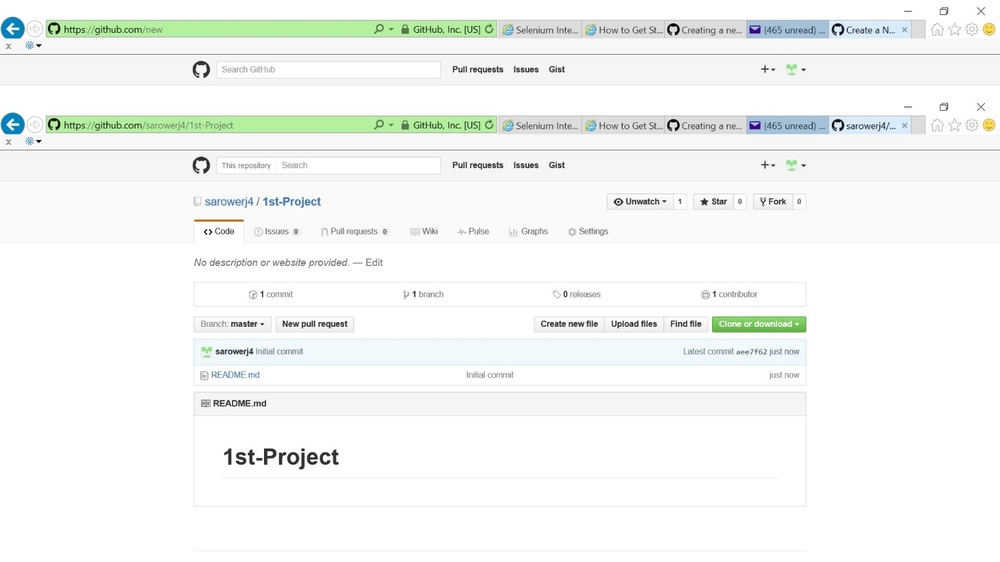 https://github.com/new GitHub, Inc. [US] Selenium Inte... How to Get St... Creating a ne... (465 unread) ... Create a N... ×
x
Search GitHub Pull requests Issues Gist
https://github.com/sarowerj4/1st-Project GitHub, Inc. [US] Selenium Inte... How to Get St... Creating a ne... (465 unread) ... sarowerj4/... ×
x
This repository Search Pull requests Issues Gist
sarowerj4 / 1st-Project Unwatch 1 Star 0 Fork 0
Code Issues 0 Pull requests 0 Wiki Pulse Graphs Settings
No description or website provided. — Edit
1 commit 1 branch 0 releases 1 contributor
Branch: master New pull request Create new file Upload files Find file Clone or download
sarowerj4 Initial commit Latest commit aee7f62 just now
README.md Initial commit just now
README.md
1st-Project